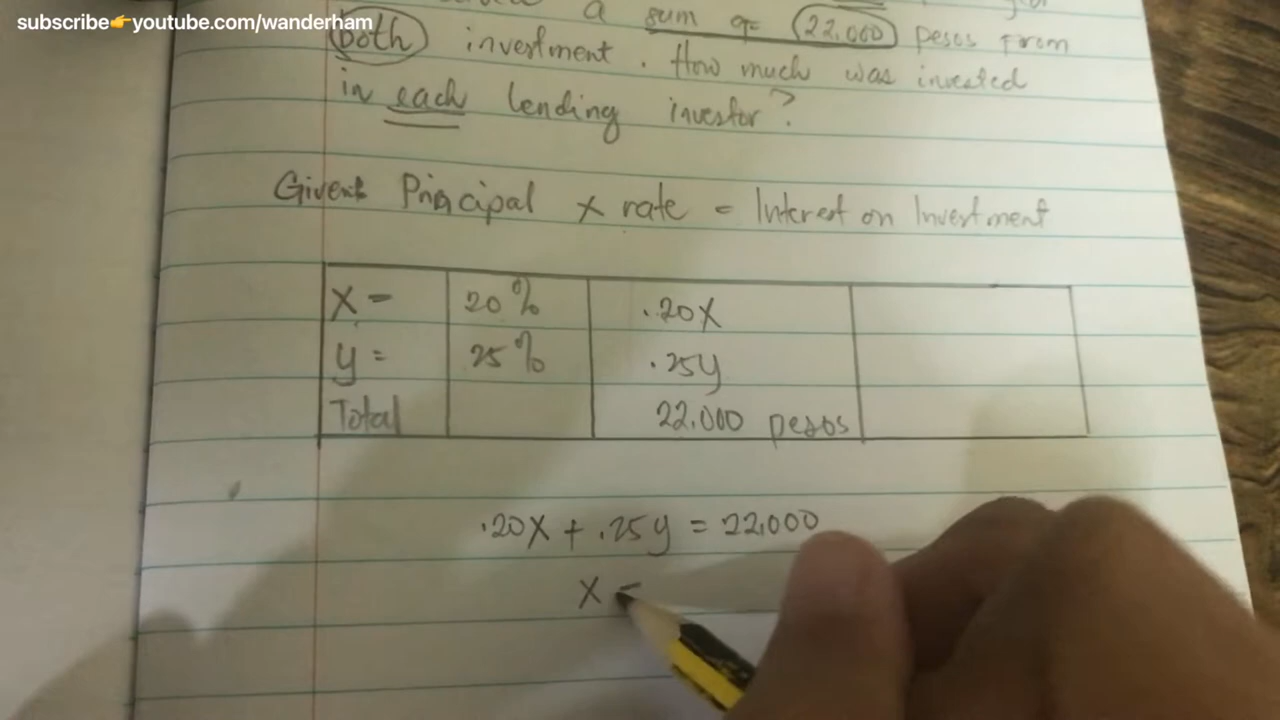 subscribe👉youtube.com/wanderham
a sum of 22.000 pesos from
both investment. How much was invested
in each lending investor?
Given: Principal x rate = Interest on Investment
X = 20% .20X
y = 25% .25y
Total 22.000 pesos
.20X + .25y = 22.000
X =